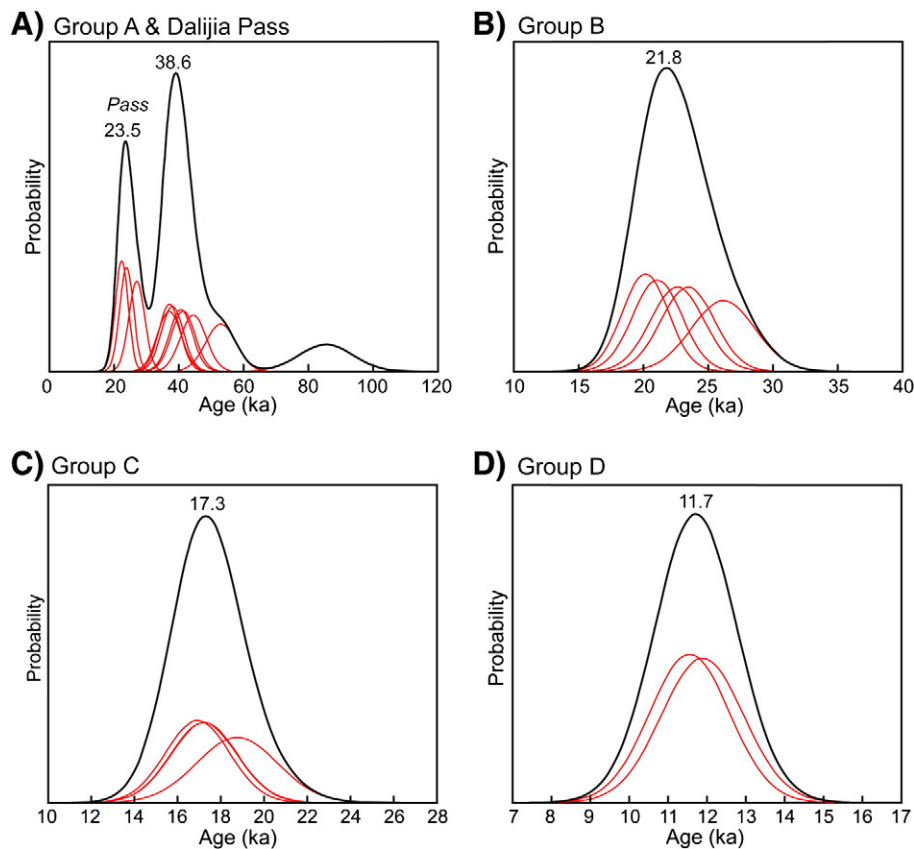 A) Group A & Dalijia Pass
38.6
Pass
23.5
Probability
0 20 40 60 80 100 120
Age (ka)
B) Group B
21.8
Probability
10 15 20 25 30 35 40
Age (ka)
C) Group C
17.3
Probability
10 12 14 16 18 20 22 24 26 28
Age (ka)
D) Group D
11.7
Probability
7 8 9 10 11 12 13 14 15 16 17
Age (ka)